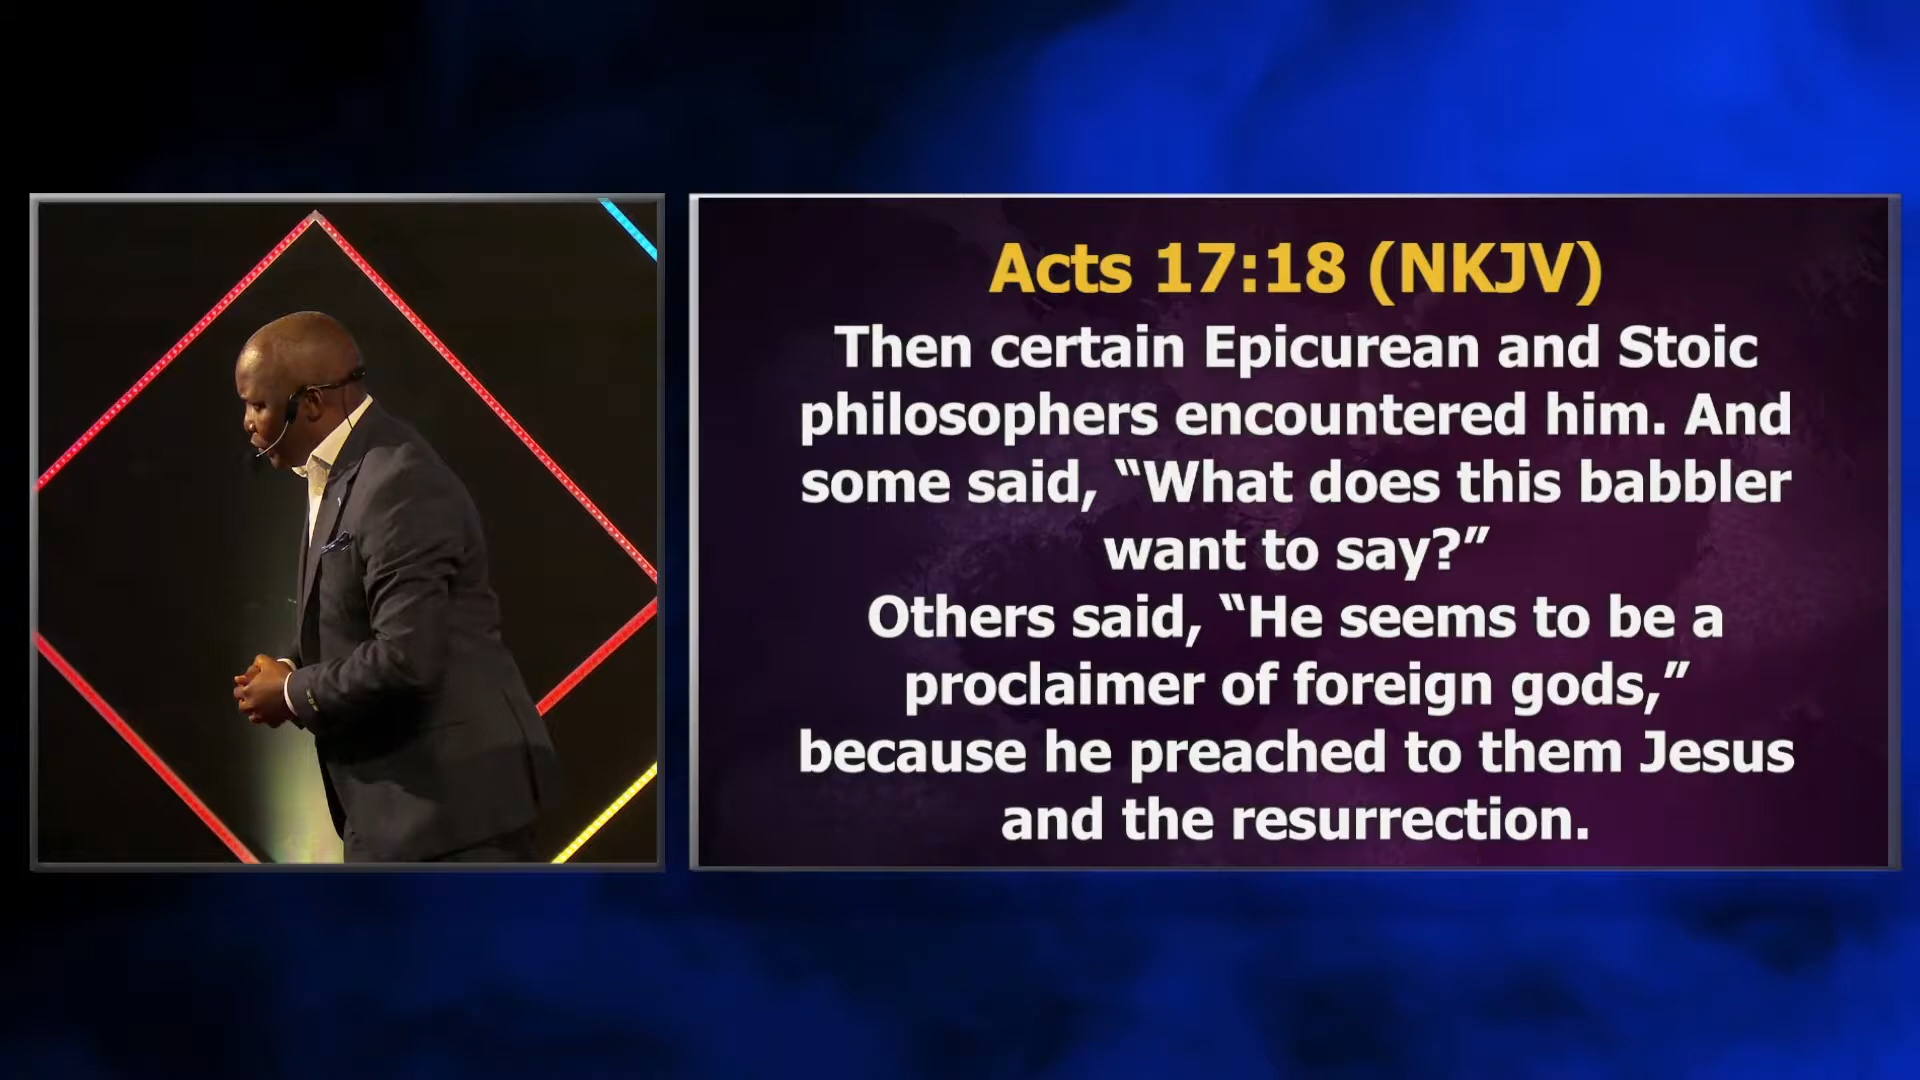 Acts 17:18 (NKJV)
Then certain Epicurean and Stoic
philosophers encountered him. And
some said, “What does this babbler
want to say?”
Others said, “He seems to be a
proclaimer of foreign gods,”
because he preached to them Jesus
and the resurrection.